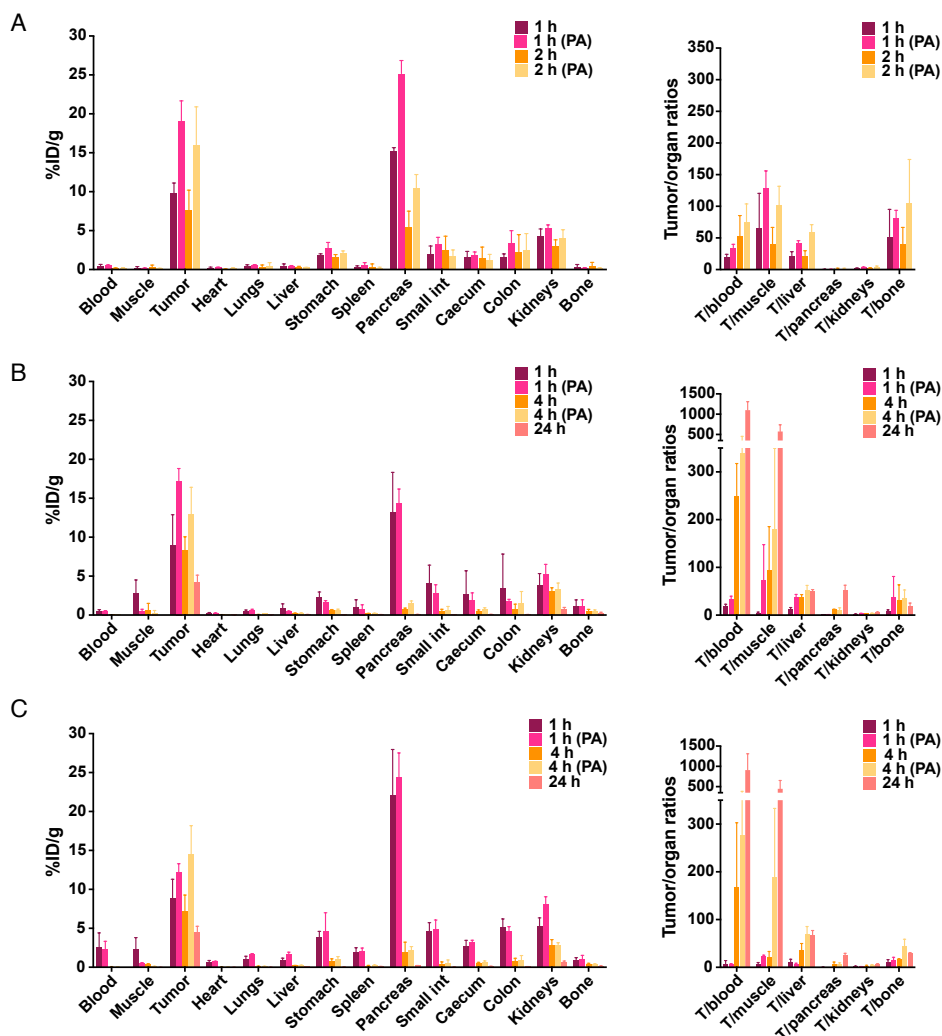 A
30
25
20
15
10
5
0
%ID/g
1 h
1 h (PA)
2 h
2 h (PA)
Blood
Muscle
Tumor
Heart
Lungs
Liver
Stomach
Spleen
Pancreas
Small int
Caecum
Colon
Kidneys
Bone
350
300
250
200
150
100
50
0
Tumor/organ ratios
1 h
1 h (PA)
2 h
2 h (PA)
T/blood
T/muscle
T/liver
T/pancreas
T/kidneys
T/bone
B
30
25
20
15
10
5
0
%ID/g
1 h
1 h (PA)
4 h
4 h (PA)
24 h
Blood
Muscle
Tumor
Heart
Lungs
Liver
Stomach
Spleen
Pancreas
Small int
Caecum
Colon
Kidneys
Bone
1500
1000
500
300
200
100
0
Tumor/organ ratios
1 h
1 h (PA)
4 h
4 h (PA)
24 h
T/blood
T/muscle
T/liver
T/pancreas
T/kidneys
T/bone
C
30
25
20
15
10
5
0
%ID/g
1 h
1 h (PA)
4 h
4 h (PA)
24 h
Blood
Muscle
Tumor
Heart
Lungs
Liver
Stomach
Spleen
Pancreas
Small int
Caecum
Colon
Kidneys
Bone
1500
1000
500
300
200
100
0
Tumor/organ ratios
1 h
1 h (PA)
4 h
4 h (PA)
24 h
T/blood
T/muscle
T/liver
T/pancreas
T/kidneys
T/bone